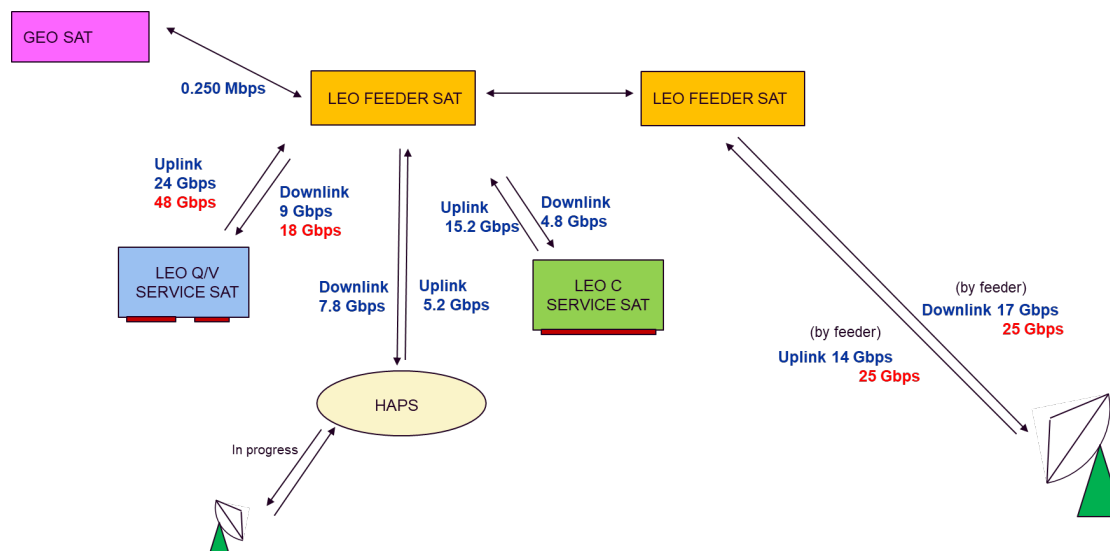 GEO SAT
0.250 Mbps
LEO FEEDER SAT
LEO FEEDER SAT
Uplink
24 Gbps
48 Gbps
Downlink
9 Gbps
18 Gbps
Uplink
15.2 Gbps
Downlink
4.8 Gbps
LEO Q/V
SERVICE SAT
Downlink
7.8 Gbps
Uplink
5.2 Gbps
LEO C
SERVICE SAT
(by feeder)
Downlink 17 Gbps
25 Gbps
(by feeder)
Uplink 14 Gbps
25 Gbps
HAPS
In progress